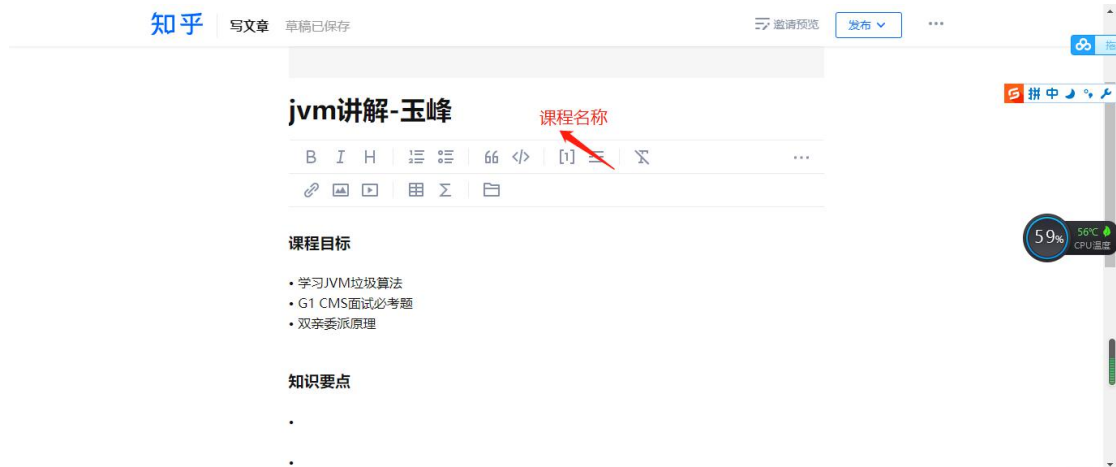 知乎 写文章 草稿已保存 邀请预览 发布
jvm讲解-玉峰
课程名称
拼 中
B I H 66 </> [1]
59% 56℃
CPU温度
课程目标
• 学习JVM垃圾算法
• G1 CMS面试必考题
• 双亲委派原理
知识要点
•
•